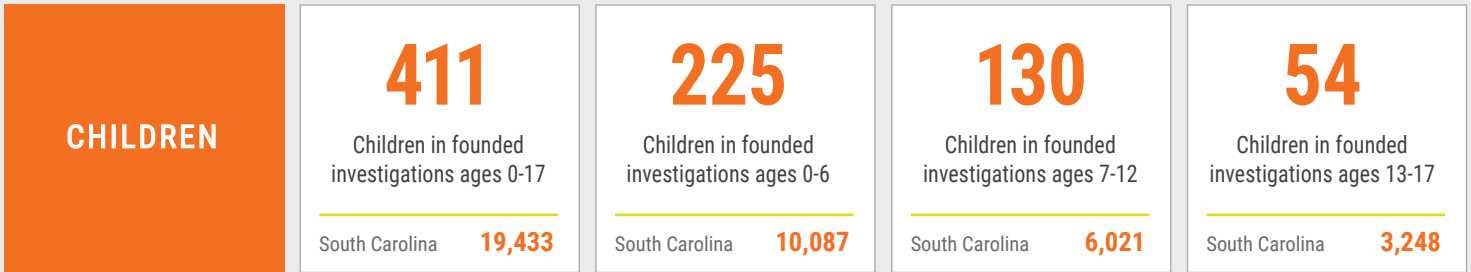 CHILDREN
411
Children in founded
investigations ages 0-17
South Carolina 19,433
225
Children in founded
investigations ages 0-6
South Carolina 10,087
130
Children in founded
investigations ages 7-12
South Carolina 6,021
54
Children in founded
investigations ages 13-17
South Carolina 3,248